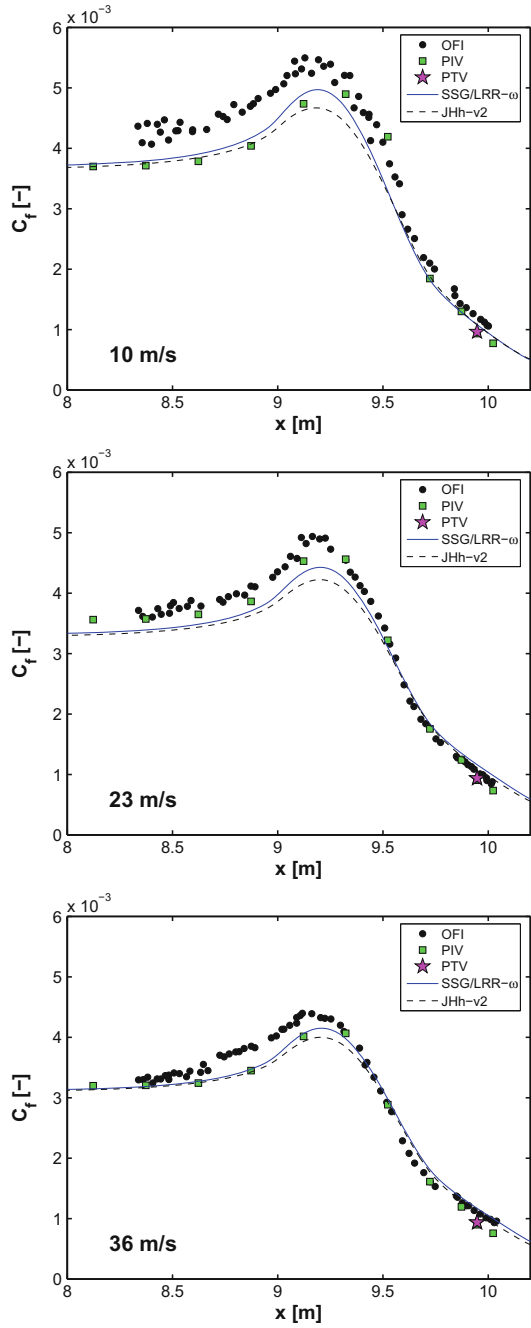 x 10⁻³
6
5
4
3
2
1
0
C_f [−]
OFI
PIV
PTV
SSG/LRR−ω
JHh−v2
10 m/s
8 8.5 9 9.5 10
x [m]
x 10⁻³
6
5
4
3
2
1
0
C_f [−]
OFI
PIV
PTV
SSG/LRR−ω
JHh−v2
23 m/s
8 8.5 9 9.5 10
x [m]
x 10⁻³
6
5
4
3
2
1
0
C_f [−]
OFI
PIV
PTV
SSG/LRR−ω
JHh−v2
36 m/s
8 8.5 9 9.5 10
x [m]